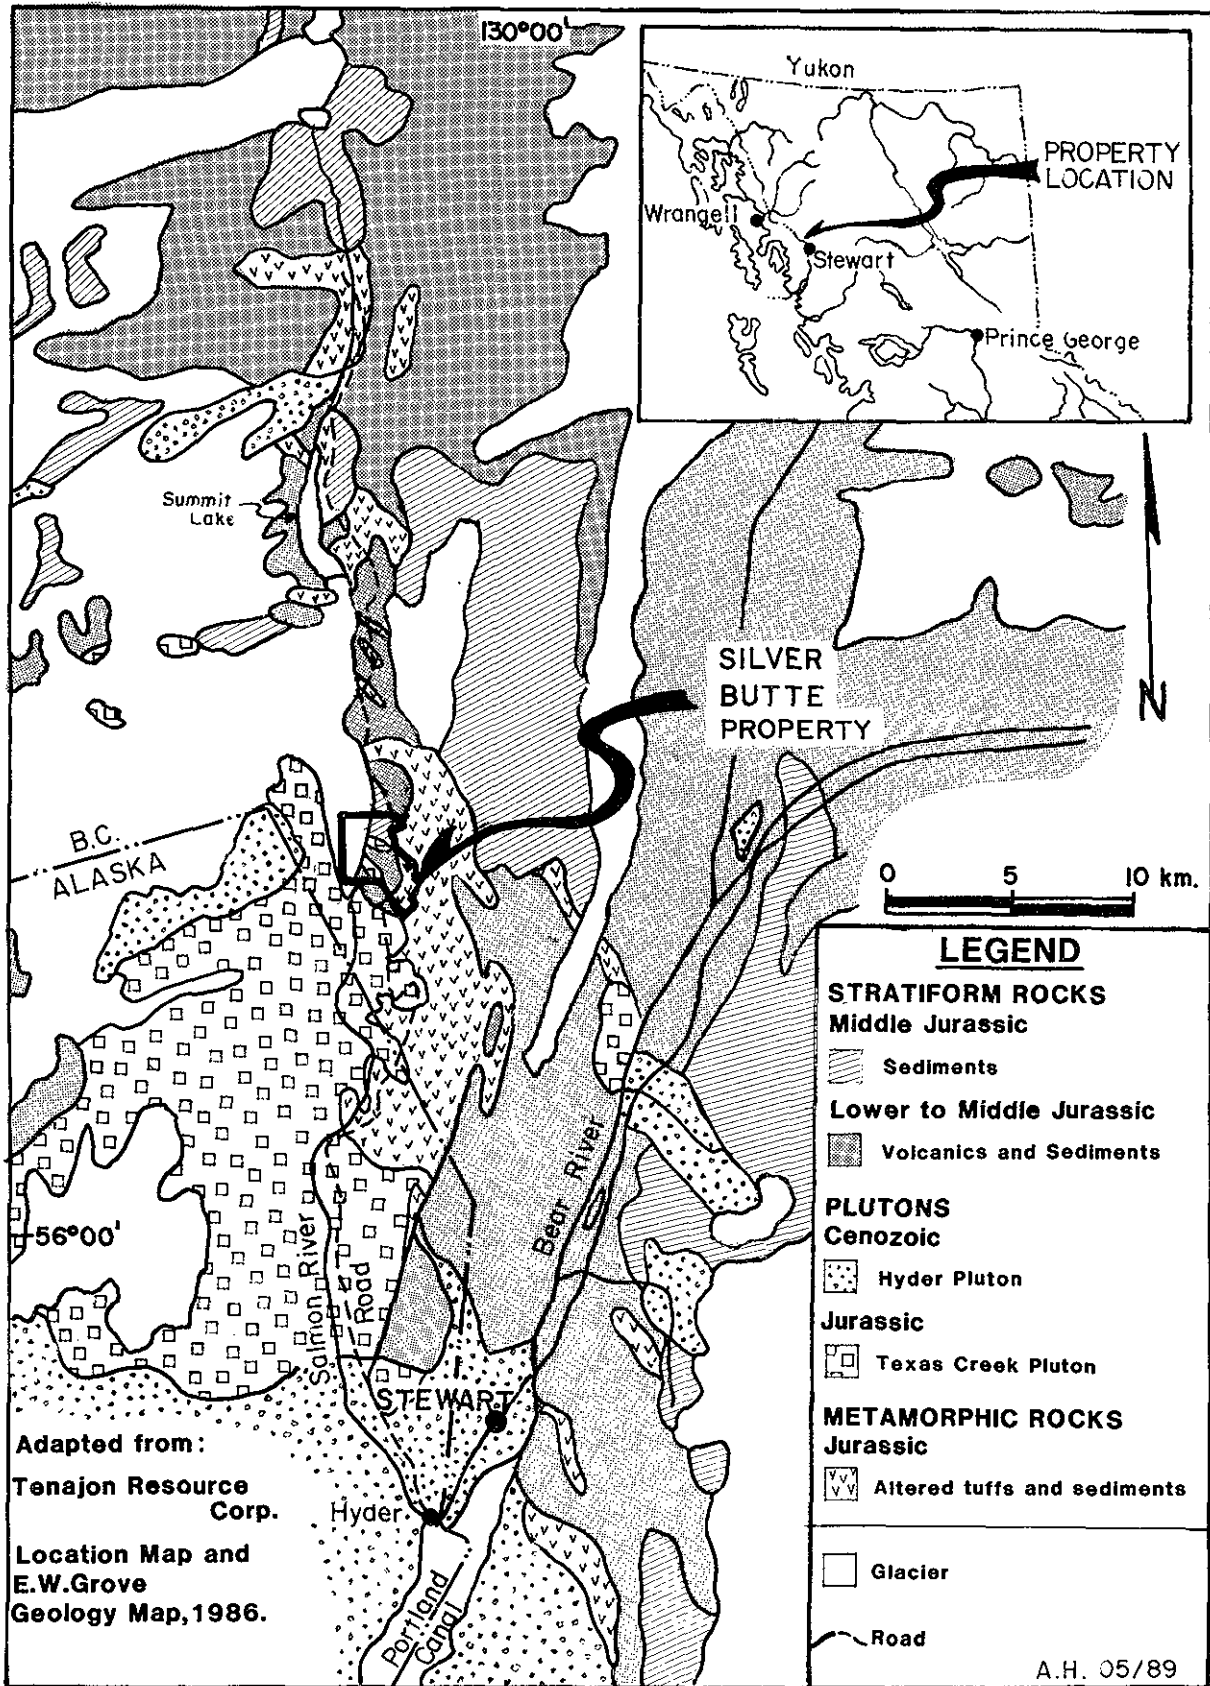 130°00'
Yukon
PROPERTY
LOCATION
Wrangell
Stewart
Prince George
Summit
Lake
SILVER
BUTTE
PROPERTY
N
B.C.
ALASKA
0 5 10 km.
LEGEND
STRATIFORM ROCKS
Middle Jurassic
Sediments
Lower to Middle Jurassic
Volcanics and Sediments
PLUTONS
Cenozoic
Hyder Pluton
Jurassic
Texas Creek Pluton
METAMORPHIC ROCKS
Jurassic
Altered tuffs and sediments
Glacier
Road
A.H. 05/89
Bear River
56°00'
Salmon River
Road
STEWART
Hyder
Portland
Canal
Adapted from:
Tenajon Resource
Corp.
Location Map and
E.W.Grove
Geology Map,1986.